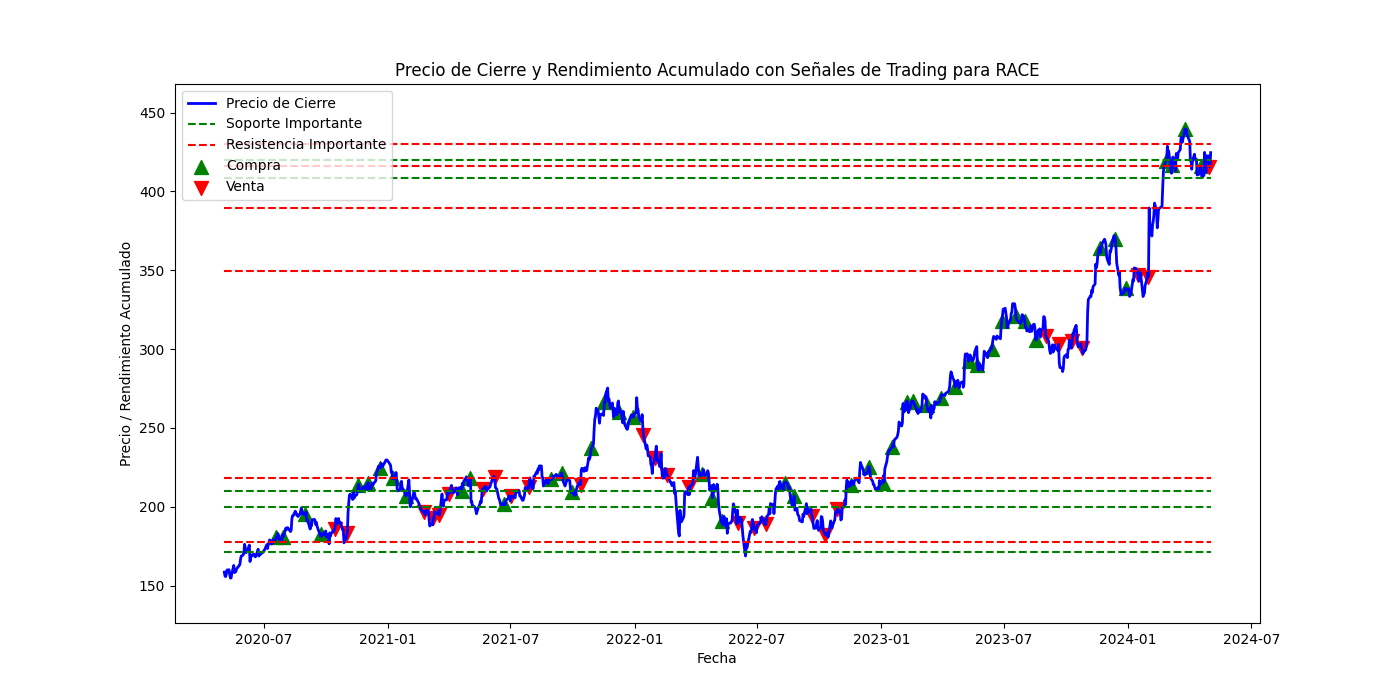 Precio de Cierre y Rendimiento Acumulado con Señales de Trading para RACE
Precio de Cierre
Soporte Importante
Resistencia Importante
Compra
Venta
Precio / Rendimiento Acumulado
450
400
350
300
250
200
150
2020-07
2021-01
2021-07
2022-01
2022-07
2023-01
2023-07
2024-01
2024-07
Fecha